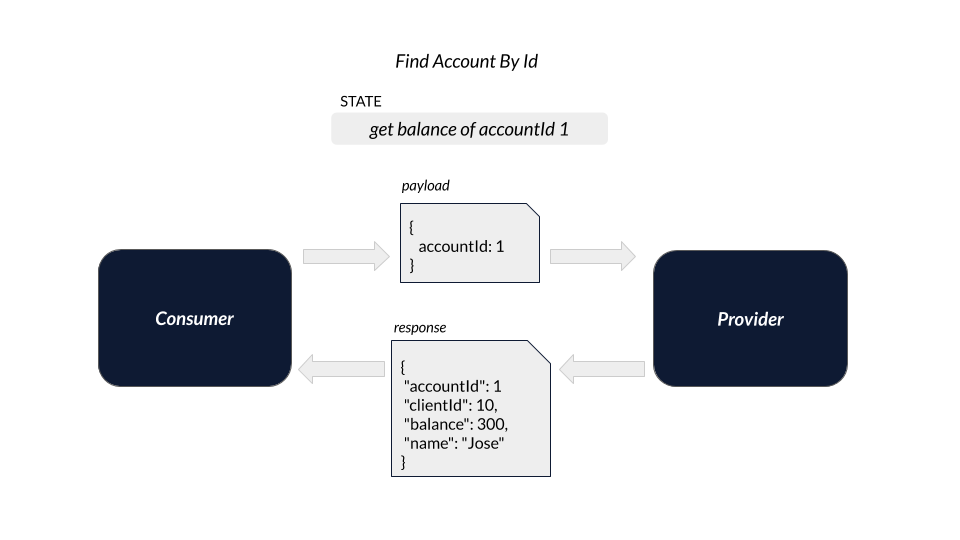 Find Account By Id
STATE
get balance of accountId 1
payload
{
accountId: 1
}
Consumer
Provider
response
{
"accountId": 1
"clientId": 10,
"balance": 300,
"name": "Jose"
}